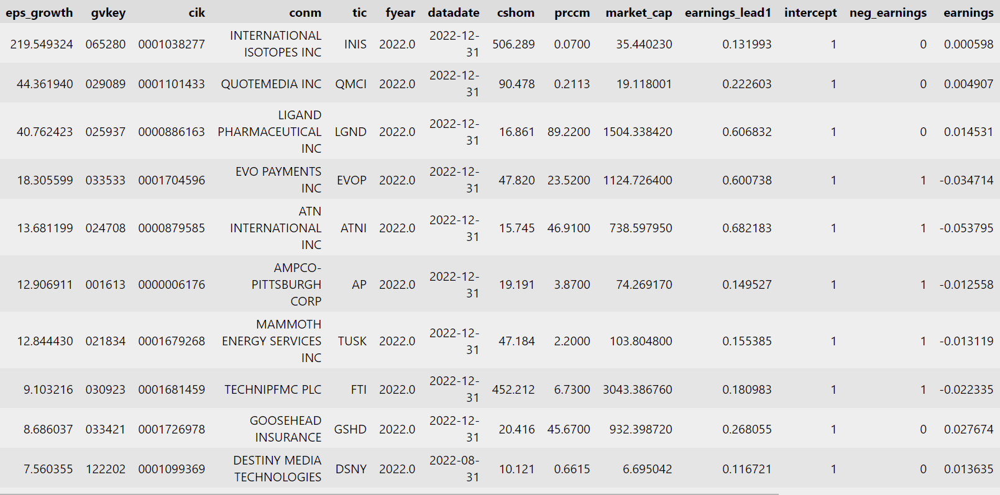 eps_growth gvkey cik conm tic fyear datadate cshom prccm market_cap earnings_lead1 intercept neg_earnings earnings
219.549324 065280 0001038277 INTERNATIONAL ISOTOPES INC INIS 2022.0 2022-12-31 506.289 0.0700 35.440230 0.131993 1 0 0.000598
44.361940 029089 0001101433 QUOTEMEDIA INC QMCI 2022.0 2022-12-31 90.478 0.2113 19.118001 0.222603 1 0 0.004907
40.762423 025937 0000886163 LIGAND PHARMACEUTICAL INC LGND 2022.0 2022-12-31 16.861 89.2200 1504.338420 0.606832 1 0 0.014531
18.305599 033533 0001704596 EVO PAYMENTS INC EVOP 2022.0 2022-12-31 47.820 23.5200 1124.726400 0.600738 1 1 -0.034714
13.681199 024708 0000879585 ATN INTERNATIONAL INC ATNI 2022.0 2022-12-31 15.745 46.9100 738.597950 0.682183 1 1 -0.053795
12.906911 001613 0000006176 AMPCO-PITTSBURGH CORP AP 2022.0 2022-12-31 19.191 3.8700 74.269170 0.149527 1 1 -0.012558
12.844430 021834 0001679268 MAMMOTH ENERGY SERVICES INC TUSK 2022.0 2022-12-31 47.184 2.2000 103.804800 0.155385 1 1 -0.013119
9.103216 030923 0001681459 TECHNIPFMC PLC FTI 2022.0 2022-12-31 452.212 6.7300 3043.386760 0.180983 1 1 -0.022335
8.686037 033421 0001726978 GOOSEHEAD INSURANCE GSHD 2022.0 2022-12-31 20.416 45.6700 932.398720 0.268055 1 0 0.027674
7.560355 122202 0001099369 DESTINY MEDIA TECHNOLOGIES DSNY 2022.0 2022-08-31 10.121 0.6615 6.695042 0.116721 1 0 0.013635